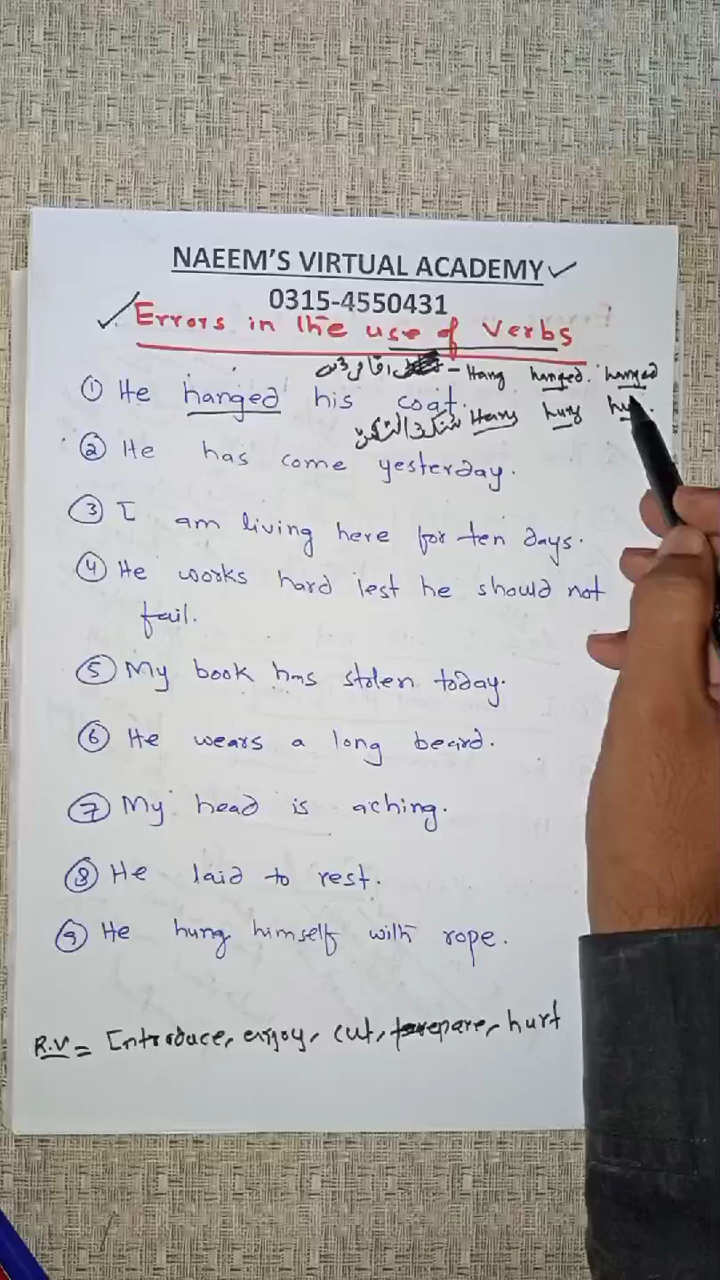 NAEEM'S VIRTUAL ACADEMY
0315-4550431
Errors in the use of Verbs
- Hang hanged. hanged
① He hanged his coat.
Hang hung
② He has come yesterday.
③ I am living here for ten days.
④ He works hard lest he should not
fail.
⑤ My book has stolen today.
⑥ He wears a long beard.
⑦ My head is aching.
⑧ He laid to rest.
⑨ He hung himself with rope.
R.V = Introduce, enjoy, cut, prepare, hurt